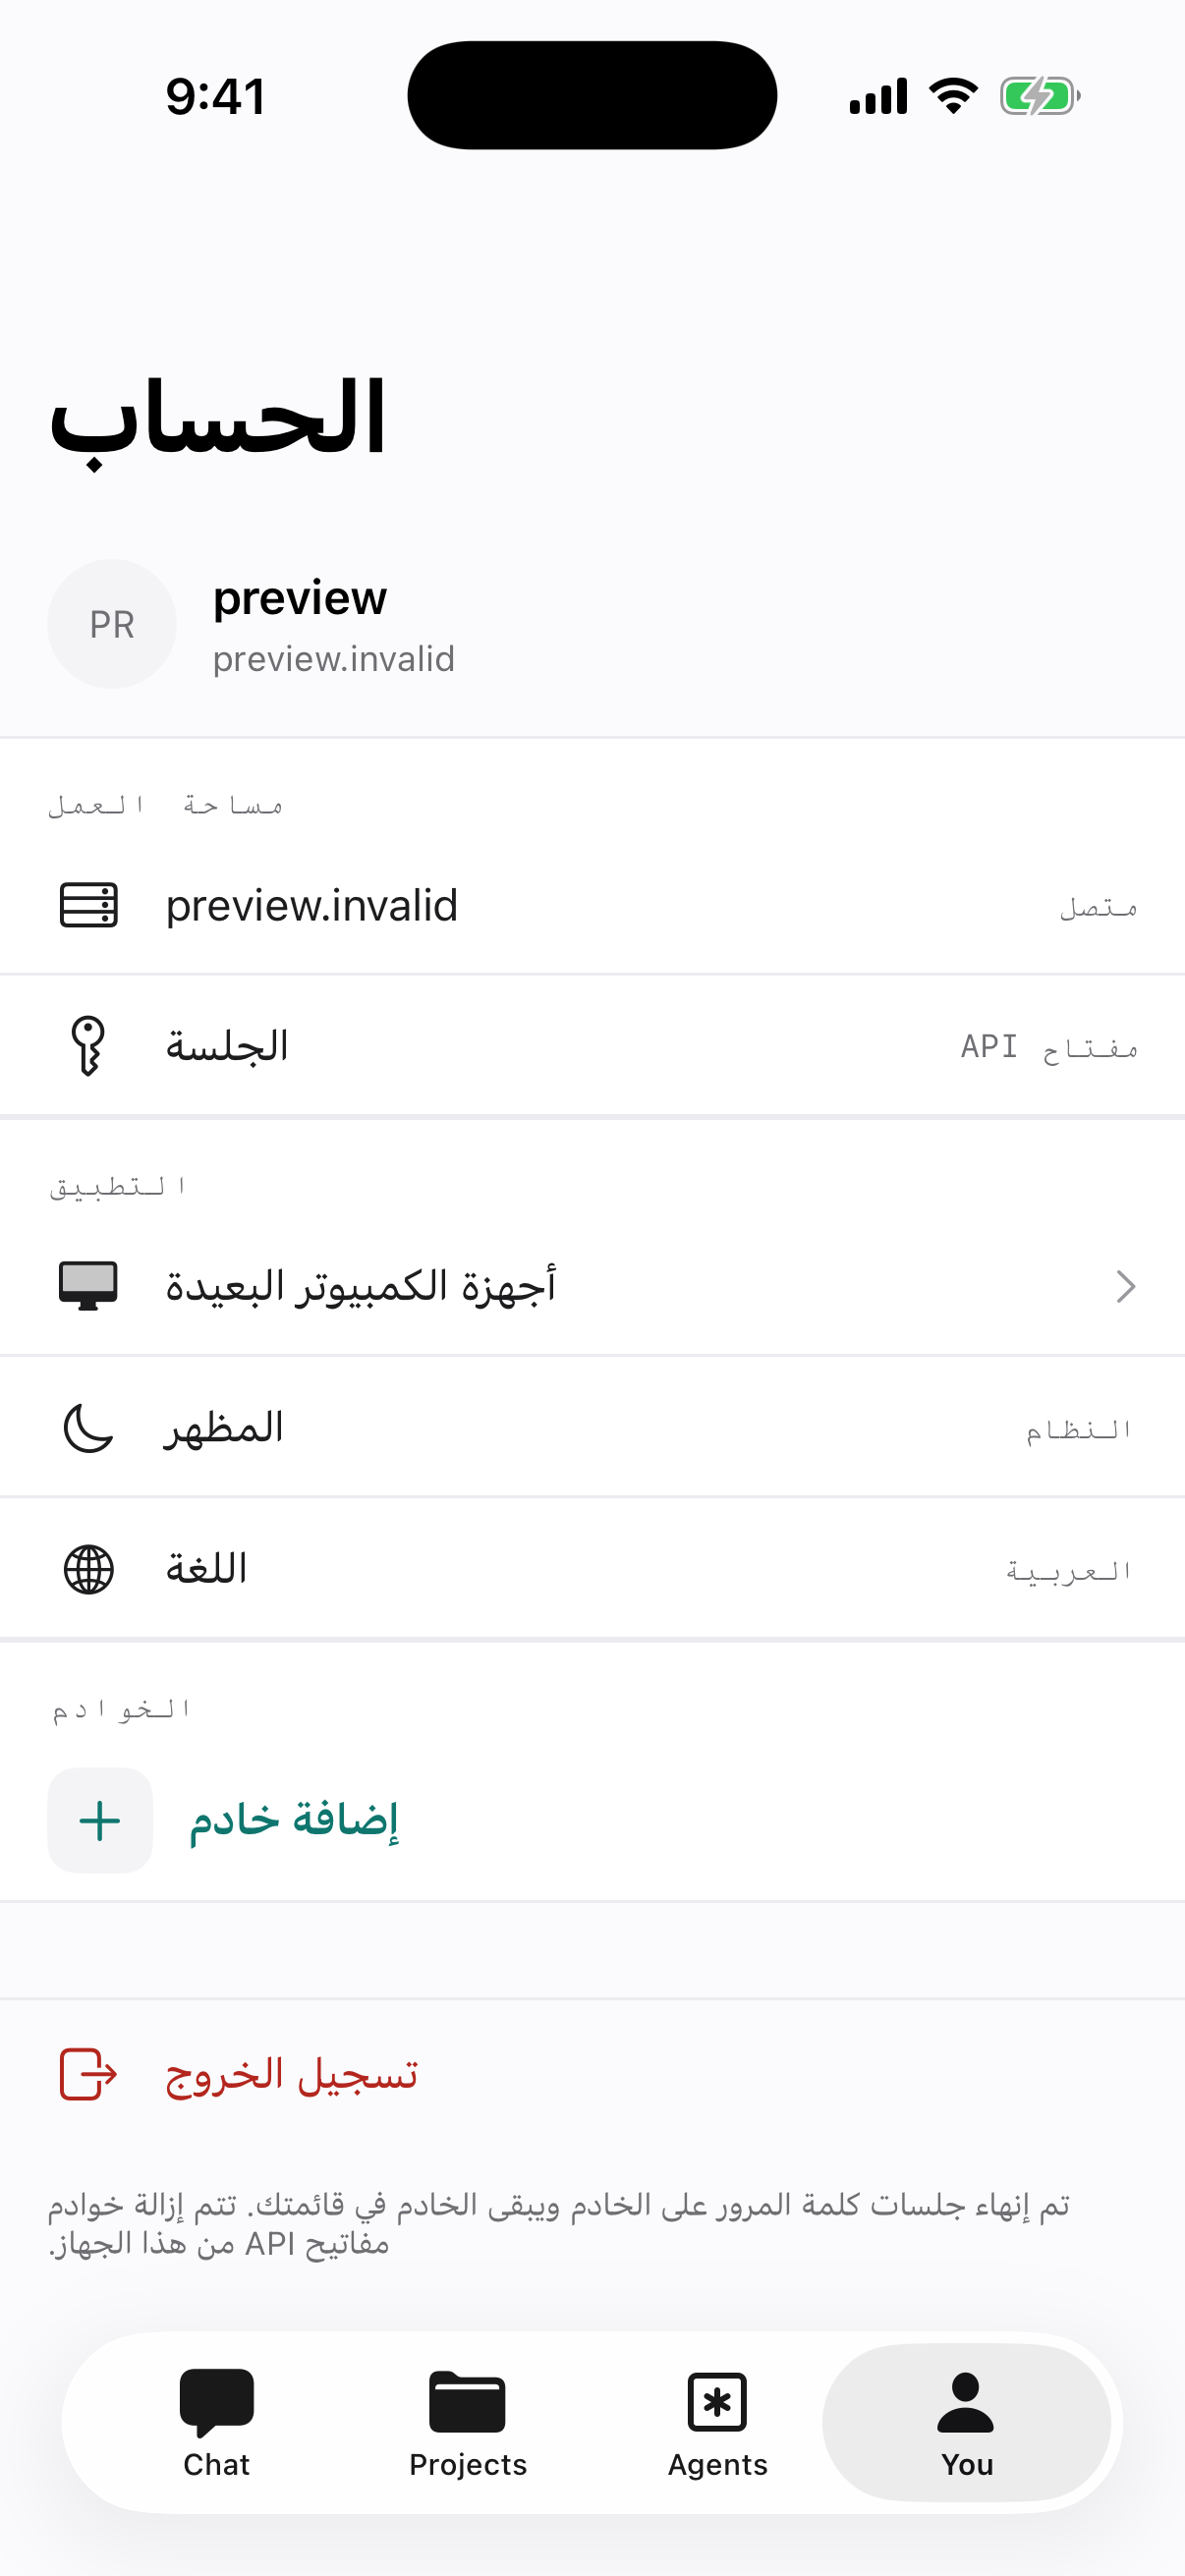 9:41
الحساب
PR
preview
preview.invalid
مساحة العمل
preview.invalid
متصل
الجلسة
مفتاح API
التطبيق
أجهزة الكمبيوتر البعيدة
المظهر
النظام
اللغة
العربية
الخوادم
إضافة خادم
تسجيل الخروج
تم إنهاء جلسات كلمة المرور على الخادم ويبقى الخادم في قائمتك. تتم إزالة خوادم
مفاتيح API من هذا الجهاز.
Chat
Projects
Agents
You